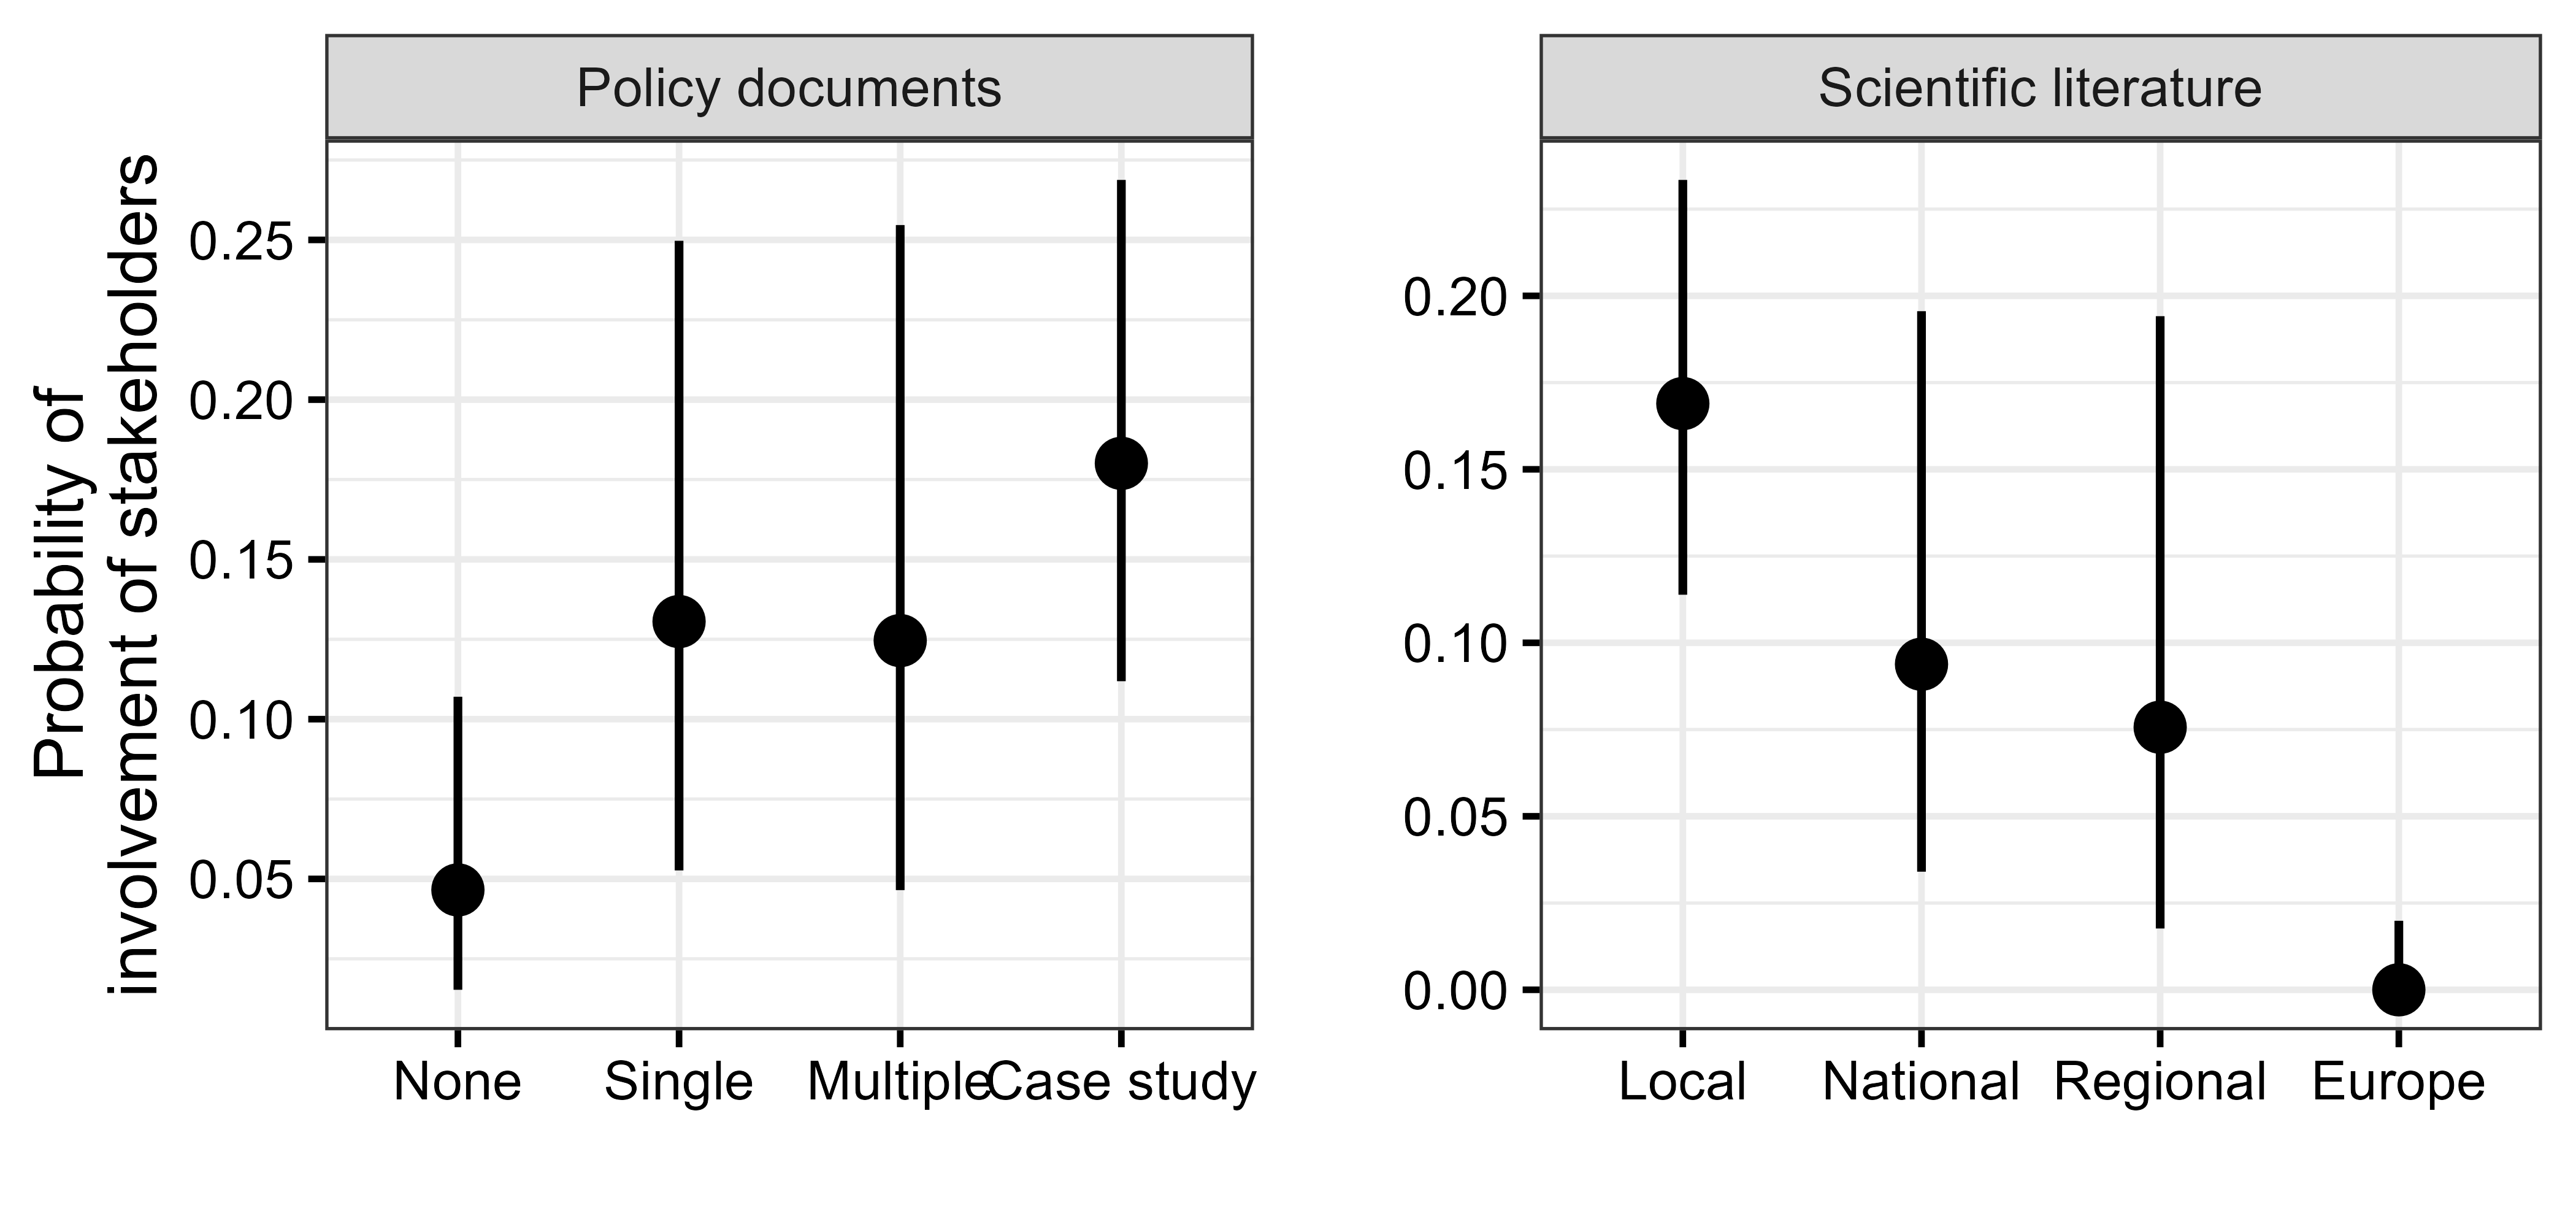 Policy documents
Scientific literature
Probability of
involvement of stakeholders
0.25
0.20
0.15
0.10
0.05
None Single Multiple Case study
0.20
0.15
0.10
0.05
0.00
Local National Regional Europe